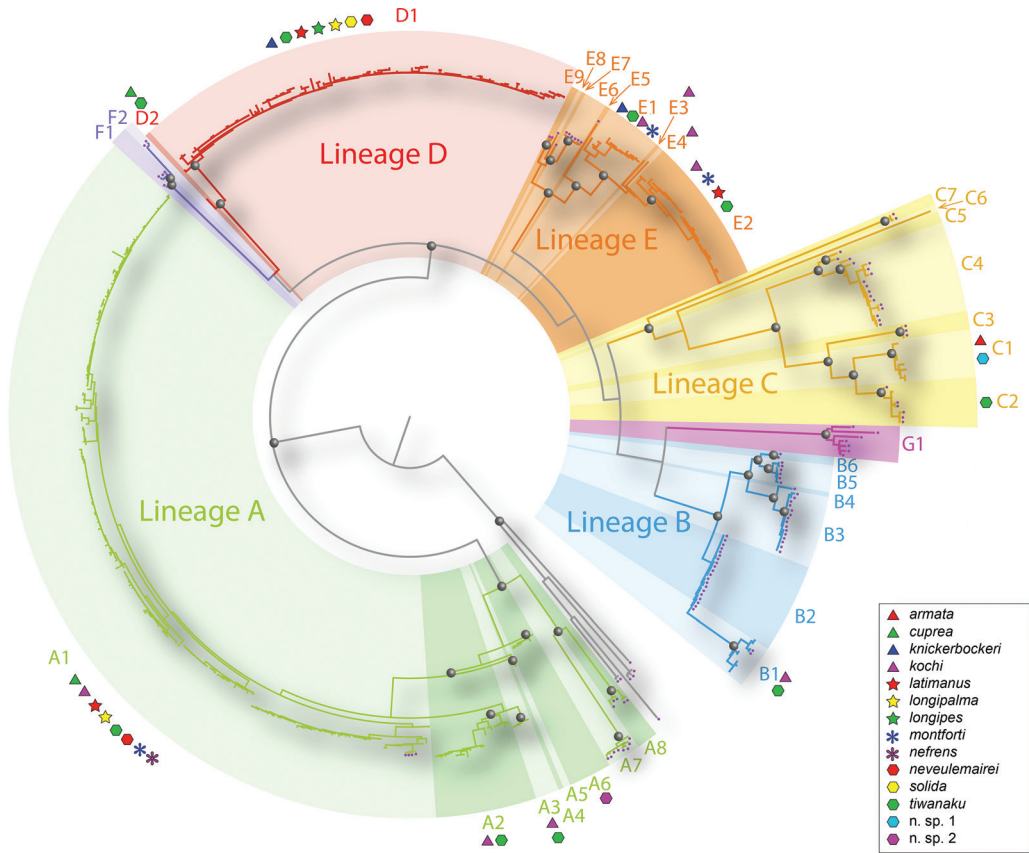 D1
E8
E7
E9
E5
E6
E1
E3
E4
F2
D2
F1
Lineage D
E2
Lineage E
C7
C6
C5
C4
C3
C1
Lineage C
C2
G1
B6
B5
B4
Lineage A
Lineage B
B3
B2
B1
A1
A8
A7
A6
A5
A3
A4
A2
armata
cuprea
knickerbockeri
kochi
latimanus
longipalma
longipes
montforti
nefrens
neveulemairei
solida
tiwanaku
n. sp. 1
n. sp. 2